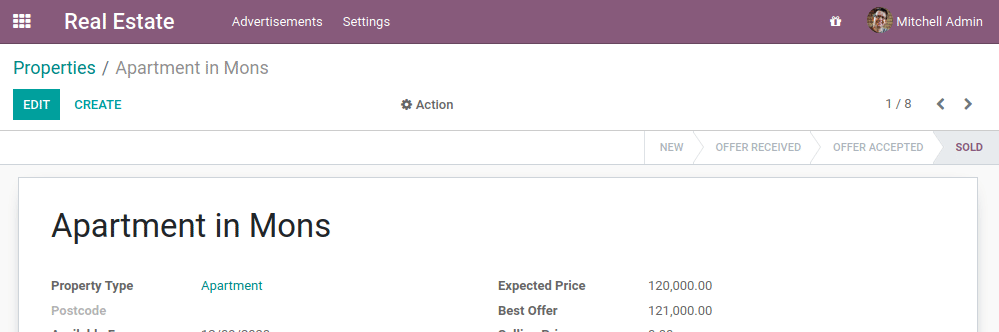 Real Estate Advertisements Settings Mitchell Admin
Properties / Apartment in Mons
EDIT CREATE Action 1 / 8
NEW OFFER RECEIVED OFFER ACCEPTED SOLD
Apartment in Mons
Property Type Apartment Expected Price 120,000.00
Postcode Best Offer 121,000.00